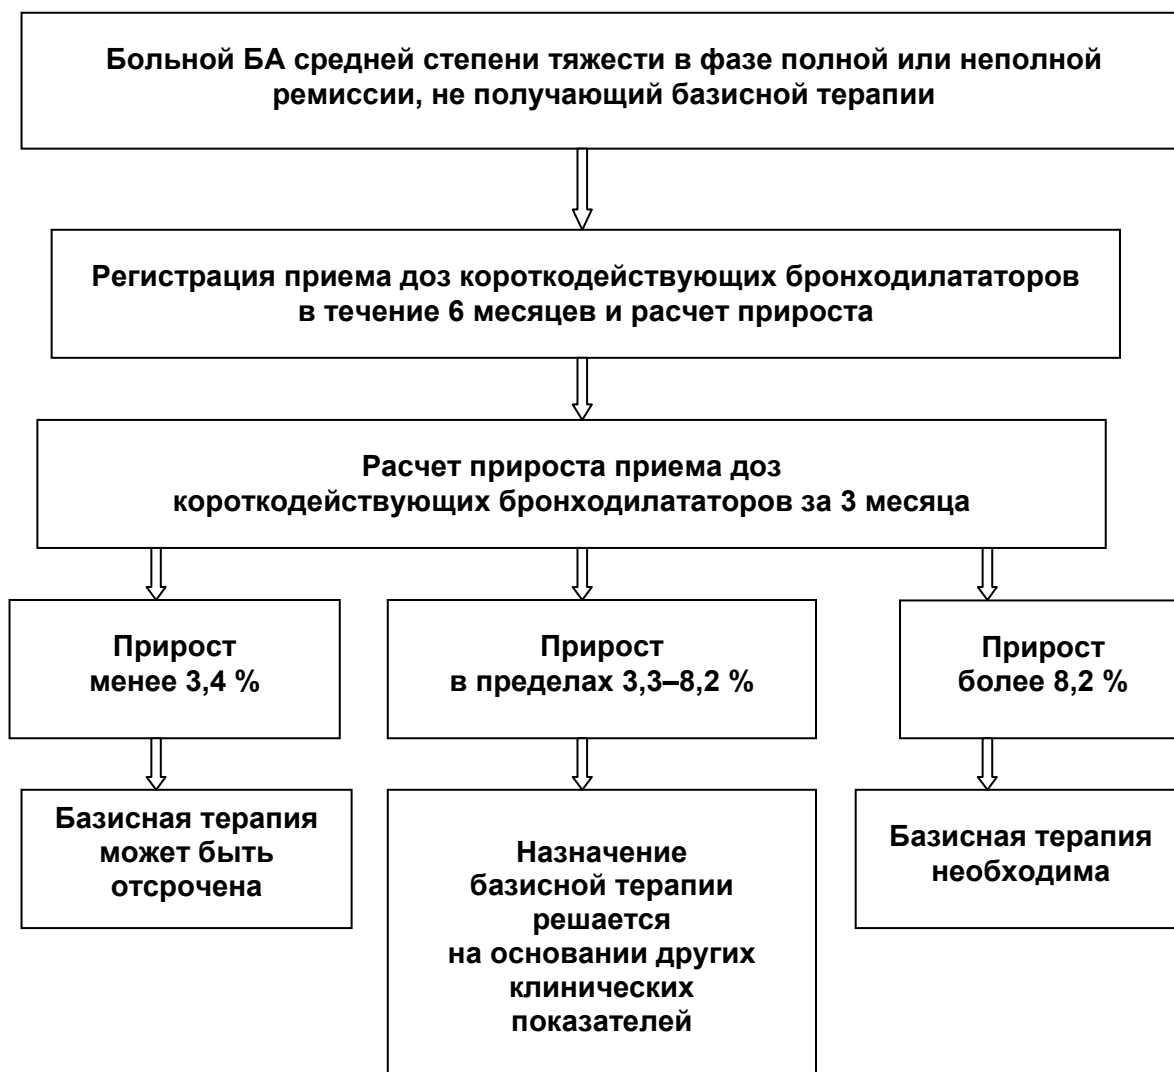 Больной БА средней степени тяжести в фазе полной или неполной
ремиссии, не получающий базисной терапии
Регистрация приема доз короткодействующих бронходилататоров
в течение 6 месяцев и расчет прироста
Расчет прироста приема доз
короткодействующих бронходилататоров за 3 месяца
Прирост
менее 3,4 %
Прирост
в пределах 3,3–8,2 %
Прирост
более 8,2 %
Базисная терапия
может быть
отсрочена
Назначение
базисной терапии
решается
на основании других
клинических
показателей
Базисная терапия
необходима